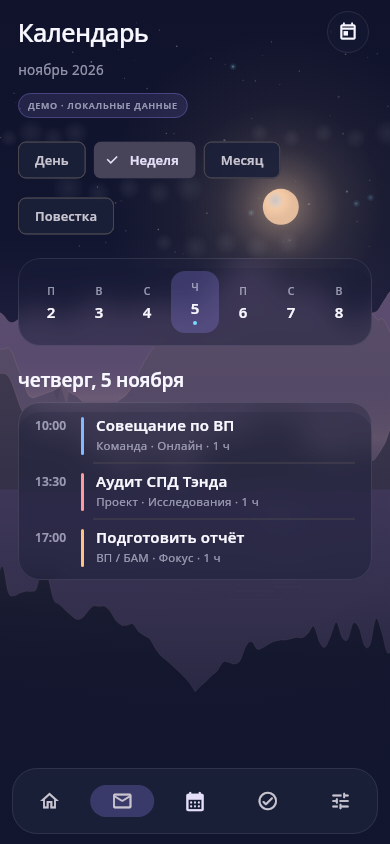 Календарь
ноябрь 2026
ДЕМО · ЛОКАЛЬНЫЕ ДАННЫЕ
День
Неделя
Месяц
Повестка
П В С Ч П С В
2 3 4 5 6 7 8
четверг, 5 ноября
10:00 Совещание по ВП
Команда · Онлайн · 1 ч
13:30 Аудит СПД Тэнда
Проект · Исследования · 1 ч
17:00 Подготовить отчёт
ВП / БАМ · Фокус · 1 ч